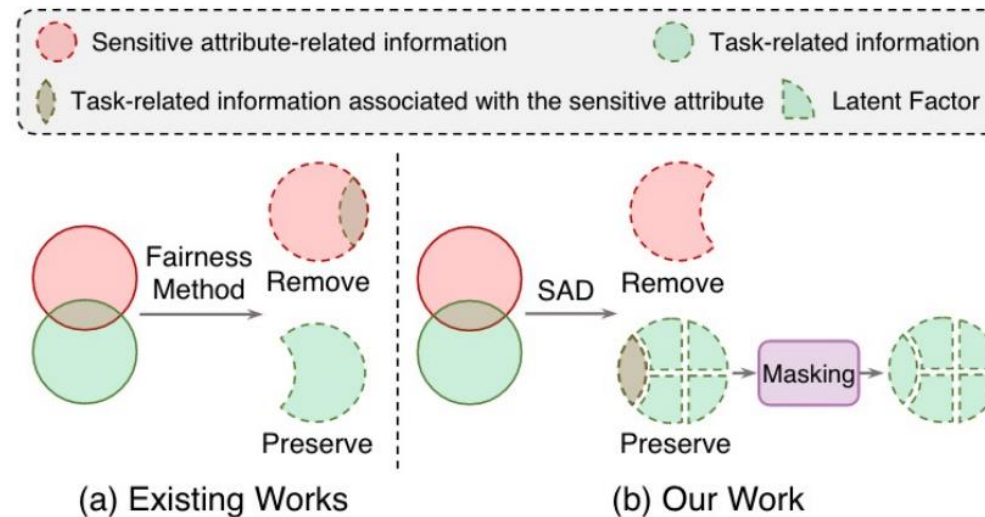 Sensitive attribute-related information
Task-related information
Task-related information associated with the sensitive attribute
Latent Factor
Fairness
Method
Remove
Preserve
(a) Existing Works
SAD
Remove
Masking
Preserve
(b) Our Work